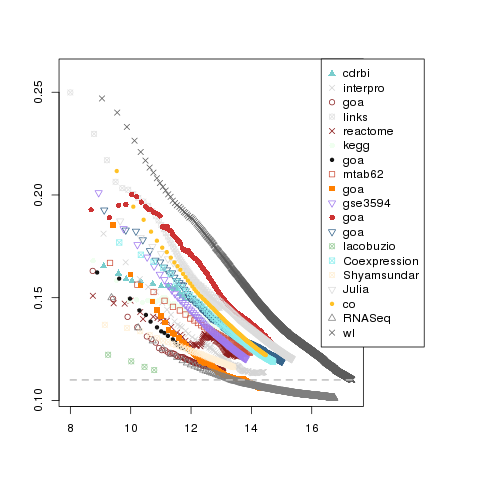 cdrbi
interpro
goa
links
reactome
kegg
goa
mtab62
goa
gse3594
goa
goa
Iacobuzio
Coexpression
Shyamsundar
Julia
co
RNASeq
wl
0.25
0.20
0.15
0.10
8 10 12 14 16